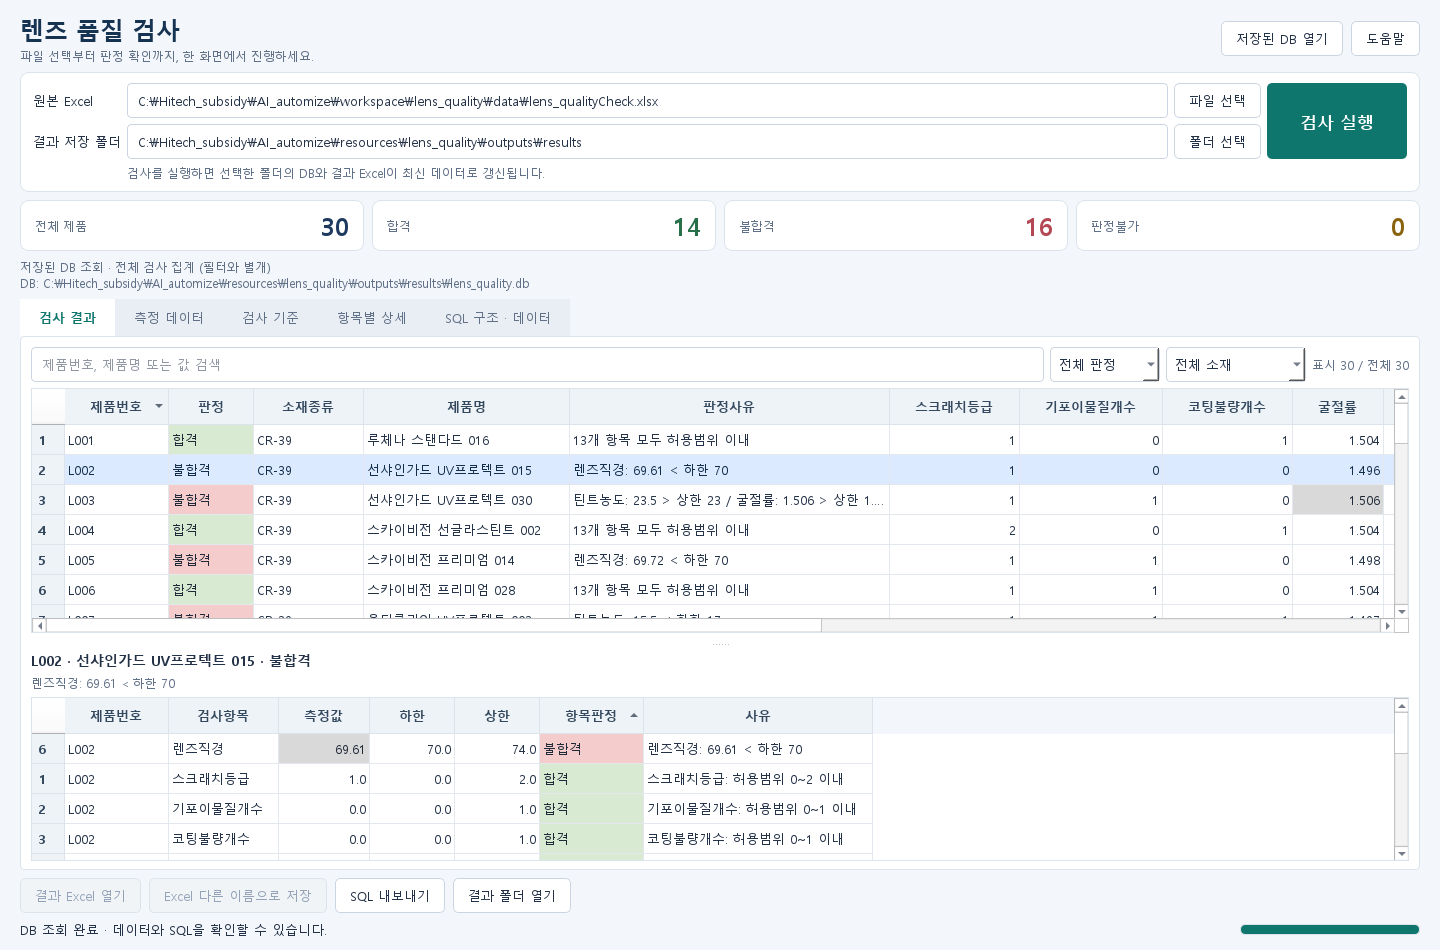 렌즈 품질 검사
파일 선택부터 판정 확인까지, 한 화면에서 진행하세요.
저장된 DB 열기 도움말
원본 Excel C:₩Hitech_subsidy₩AI_automize₩workspace₩lens_quality₩data₩lens_qualityCheck.xlsx 파일 선택
검사 실행
결과 저장 폴더 C:₩Hitech_subsidy₩AI_automize₩resources₩lens_quality₩outputs₩results 폴더 선택
검사를 실행하면 선택한 폴더의 DB와 결과 Excel이 최신 데이터로 갱신됩니다.
전체 제품 30 합격 14 불합격 16 판정불가 0
저장된 DB 조회 · 전체 검사 집계 (필터와 별개)
DB: C:₩Hitech_subsidy₩AI_automize₩resources₩lens_quality₩outputs₩results₩lens_quality.db
검사 결과 측정 데이터 검사 기준 항목별 상세 SQL 구조 · 데이터
제품번호, 제품명 또는 값 검색 전체 판정 전체 소재 표시 30 / 전체 30
제품번호 판정 소재종류 제품명 판정사유 스크래치등급 기포이물질개수 코팅불량개수 굴절률
1 L001 합격 CR-39 루체나 스탠다드 016 13개 항목 모두 허용범위 이내 1 0 1 1.504
2 L002 불합격 CR-39 선샤인가드 UV프로텍트 015 렌즈직경: 69.61 < 하한 70 1 0 0 1.496
3 L003 불합격 CR-39 선샤인가드 UV프로텍트 030 틴트농도: 23.5 > 상한 23 / 굴절률: 1.506 > 상한 1.... 1 1 0 1.506
4 L004 합격 CR-39 스카이비전 선글라스틴트 002 13개 항목 모두 허용범위 이내 2 0 1 1.504
5 L005 불합격 CR-39 스카이비전 프리미엄 014 렌즈직경: 69.72 < 하한 70 1 1 0 1.498
6 L006 합격 CR-39 스카이비전 프리미엄 028 13개 항목 모두 허용범위 이내 1 1 0 1.504
L002 · 선샤인가드 UV프로텍트 015 · 불합격
렌즈직경: 69.61 < 하한 70
제품번호 검사항목 측정값 하한 상한 항목판정 사유
6 L002 렌즈직경 69.61 70.0 74.0 불합격 렌즈직경: 69.61 < 하한 70
1 L002 스크래치등급 1.0 0.0 2.0 합격 스크래치등급: 허용범위 0~2 이내
2 L002 기포이물질개수 0.0 0.0 1.0 합격 기포이물질개수: 허용범위 0~1 이내
3 L002 코팅불량개수 0.0 0.0 1.0 합격 코팅불량개수: 허용범위 0~1 이내
결과 Excel 열기 Excel 다른 이름으로 저장 SQL 내보내기 결과 폴더 열기
DB 조회 완료 · 데이터와 SQL을 확인할 수 있습니다.